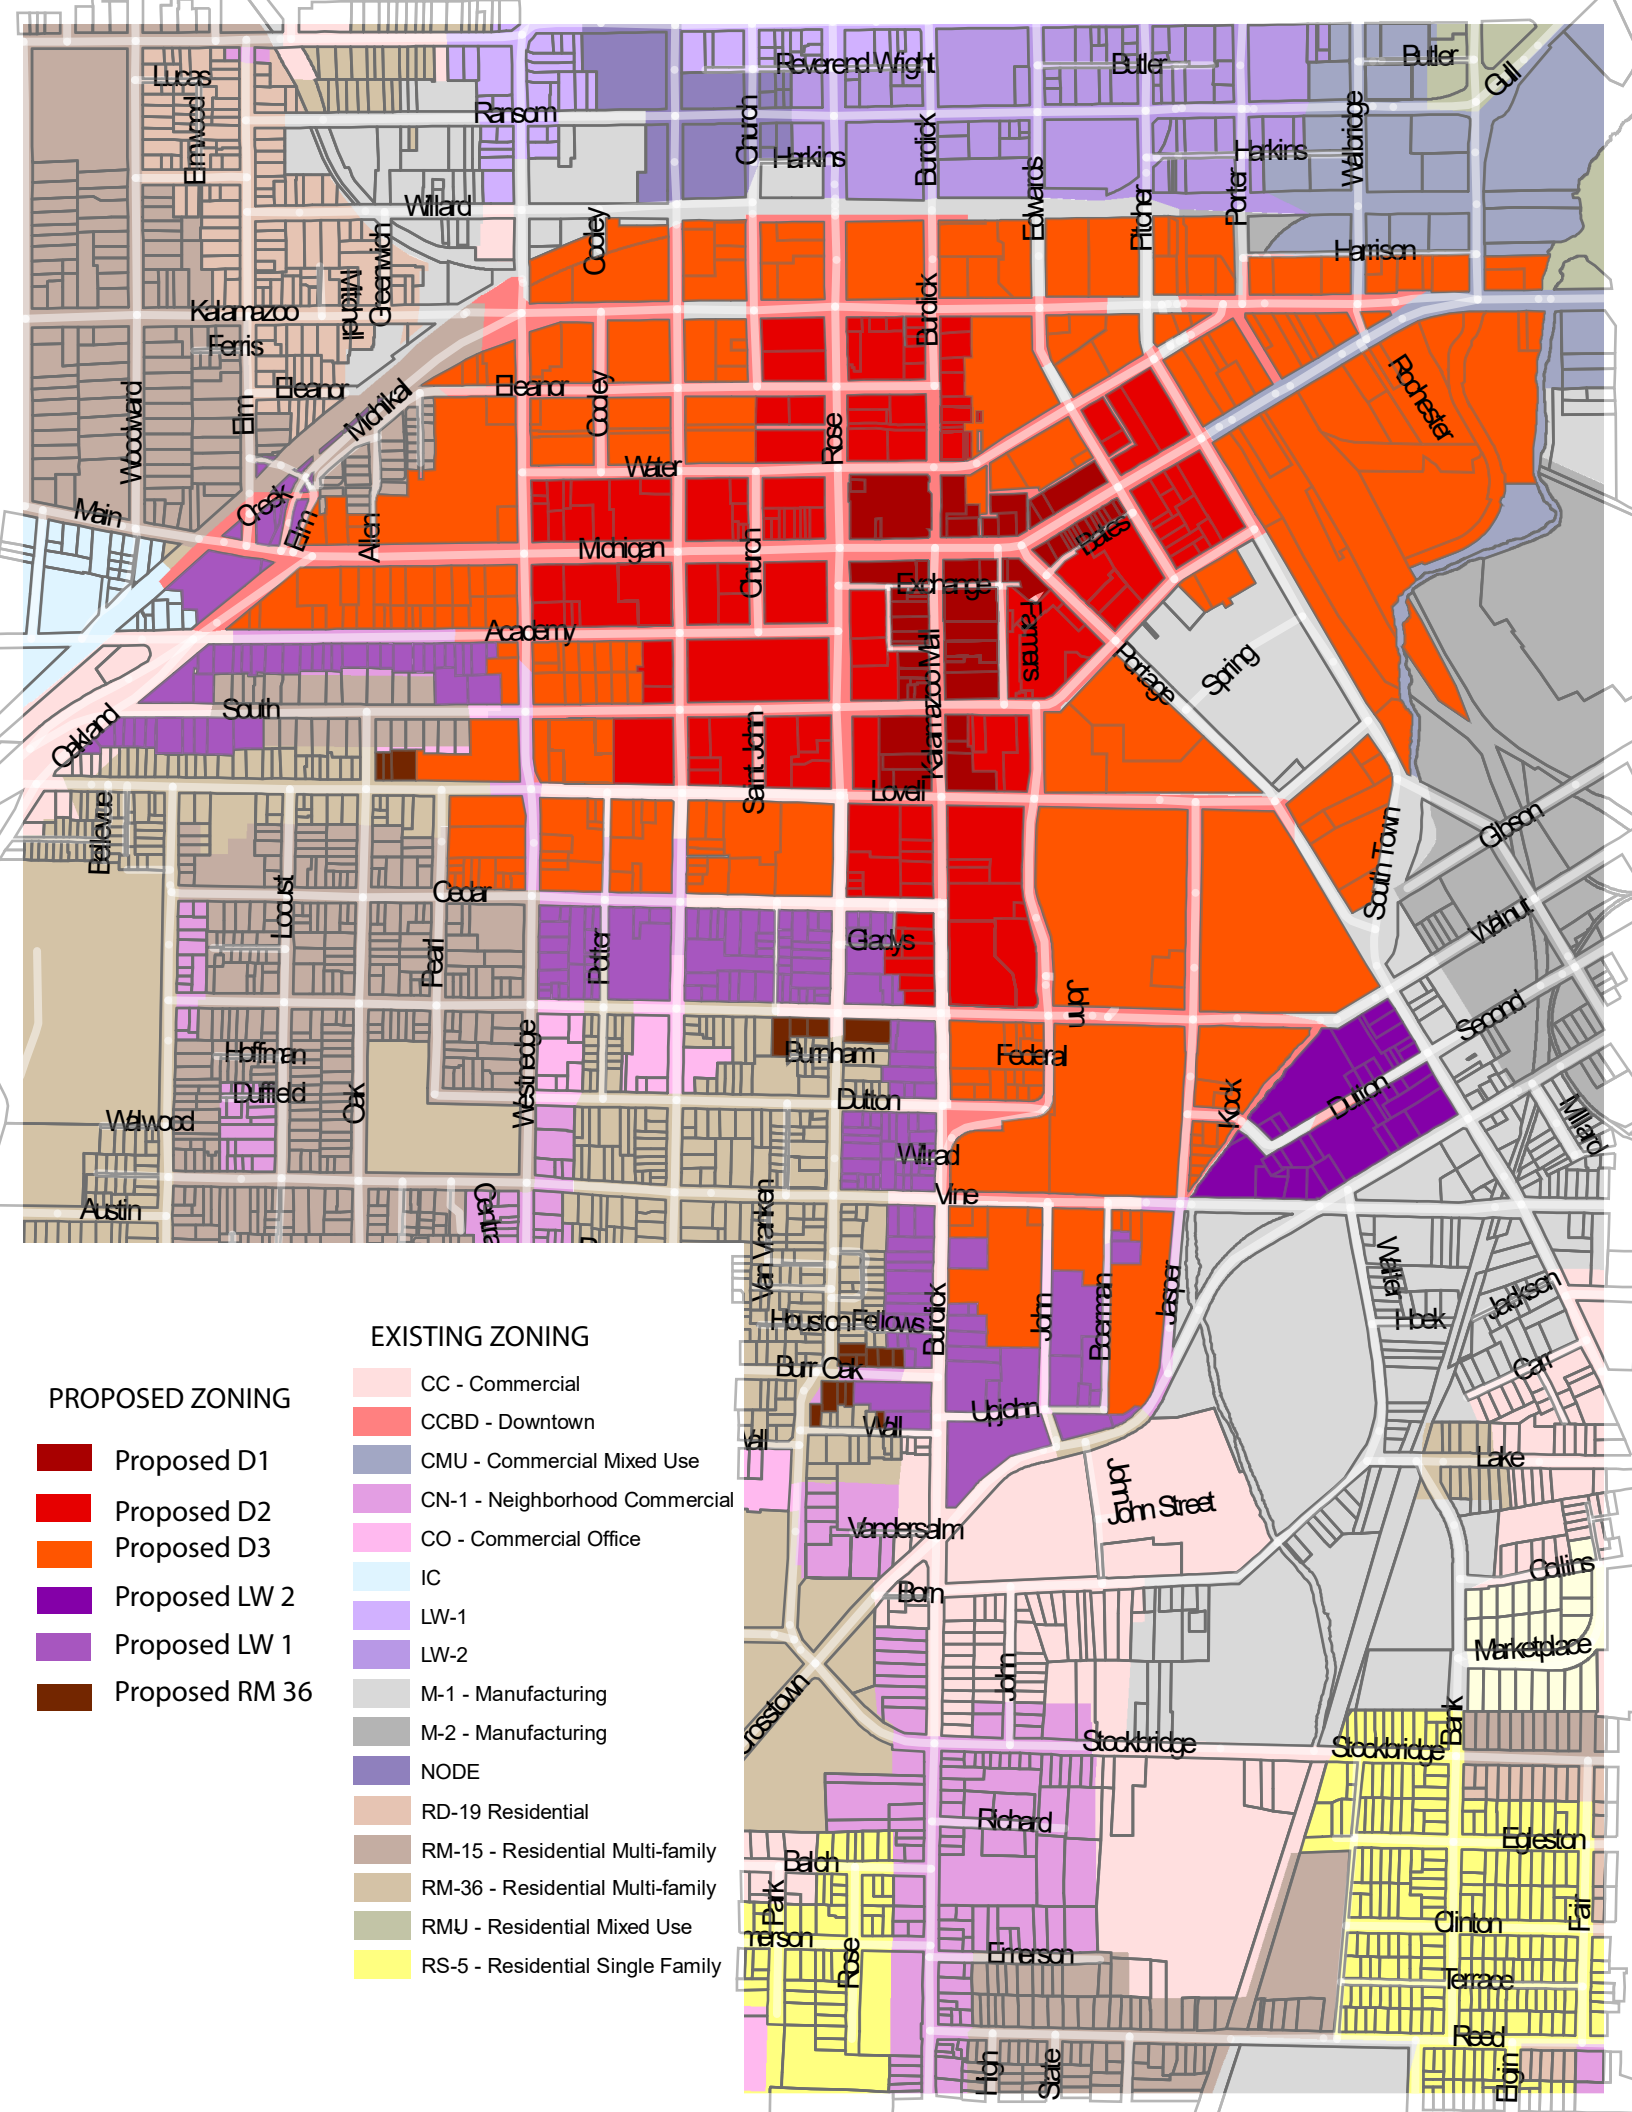 Lucas
Elmwood
Ransom
Reverend Wright
Butler
Butler
Gull
Church
Burdick
Harkins
Harkins
Walbridge
Willard
Cooley
Edwards
Pitcher
Porter
Greenwich
Mitchell
Harrison
Kalamazoo
Burdick
Ferris
Eleanor
Eleanor
Michikal
Cooley
Rochester
Woodward
Elm
Rose
Water
Main
Creek
Elm
Allen
Michigan
Church
Bates
Exchange
Academy
Farmers
Kalamazoo Mall
Portage
Spring
South
Oakland
Saint John
Lovell
Bellevue
South Town
Gibson
Locust
Cedar
Walnut
Pearl
Potter
Gladys
John
Second
Hoffman
Duffield
Oak
Westnedge
Burnham
Federal
Dutton
Dutton
Kook
Millard
Walwood
Wilrad
Vine
Austin
Van Vranken
Walter
Jackson
Hoek
Houston
Fellows
Burdick
John
Boerman
Jasper
Carr
Burr Oak
Upjohn
Wall
Lake
John
John Street
Vandersalm
Collins
Born
Marketplace
John
Bank
Stockbridge
Stockbridge
Richard
Egleston
Balch
Park
Fair
Clinton
Rose
Emerson
Terrace
Reed
High
State
Elgin
PROPOSED ZONING
Proposed D1
Proposed D2
Proposed D3
Proposed LW 2
Proposed LW 1
Proposed RM 36
EXISTING ZONING
CC - Commercial
CCBD - Downtown
CMU - Commercial Mixed Use
CN-1 - Neighborhood Commercial
CO - Commercial Office
IC
LW-1
LW-2
M-1 - Manufacturing
M-2 - Manufacturing
NODE
RD-19 Residential
RM-15 - Residential Multi-family
RM-36 - Residential Multi-family
RMU - Residential Mixed Use
RS-5 - Residential Single Family